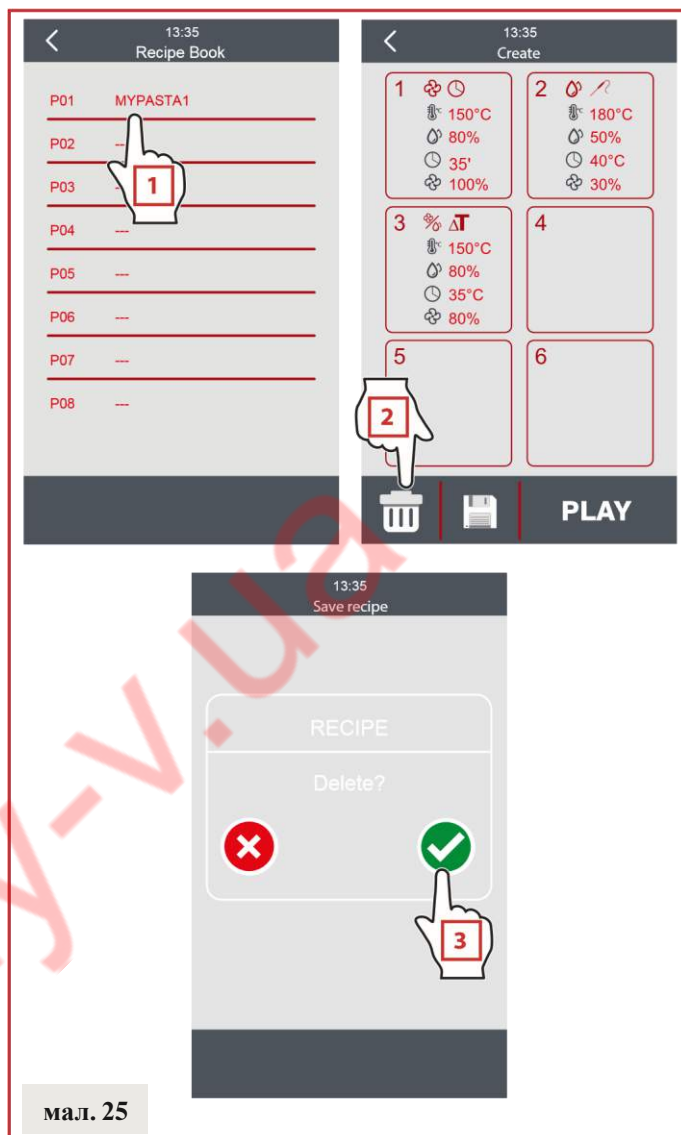 13:35
Recipe Book
P01 MYPASTA1
P02 --
P03 -
P04 ---
P05 ---
P06 ---
P07 ---
P08 ---
1
13:35
Create
1
150°C
80%
35'
100%
2
180°C
50%
40°C
30%
3 % ΔT
150°C
80%
35°C
80%
4
5
6
2
PLAY
13:35
Save recipe
RECIPE
Delete?
3
мал. 25
y-v.ua